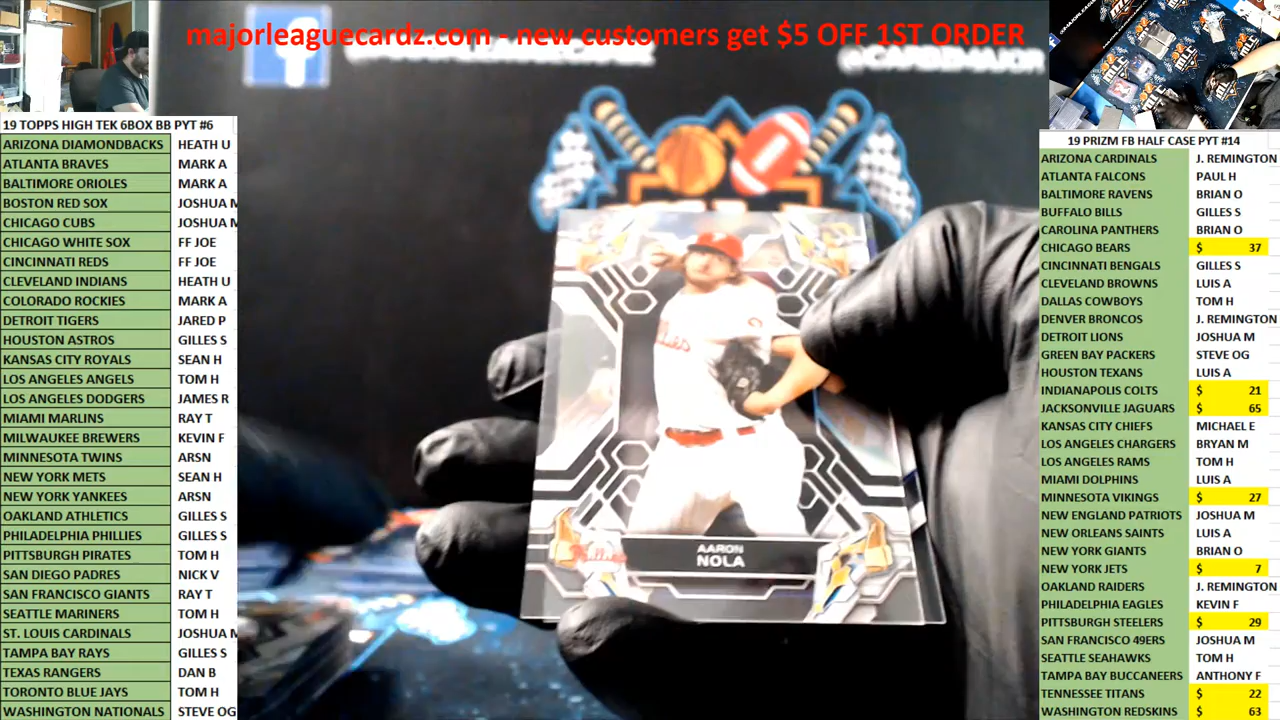 majorleaguecardz.com - new customers get $5 OFF 1ST ORDER
19 TOPPS HIGH TEK 6BOX BB PYT #6
ARIZONA DIAMONDBACKS HEATH U
ATLANTA BRAVES MARK A
BALTIMORE ORIOLES MARK A
BOSTON RED SOX JOSHUA M
CHICAGO CUBS JOSHUA M
CHICAGO WHITE SOX FF JOE
CINCINNATI REDS FF JOE
CLEVELAND INDIANS HEATH U
COLORADO ROCKIES MARK A
DETROIT TIGERS JARED P
HOUSTON ASTROS GILLES S
KANSAS CITY ROYALS SEAN H
LOS ANGELES ANGELS TOM H
LOS ANGELES DODGERS JAMES R
MIAMI MARLINS RAY T
MILWAUKEE BREWERS KEVIN F
MINNESOTA TWINS ARSN
NEW YORK METS SEAN H
NEW YORK YANKEES ARSN
OAKLAND ATHLETICS GILLES S
PHILADELPHIA PHILLIES GILLES S
PITTSBURGH PIRATES TOM H
SAN DIEGO PADRES NICK V
SAN FRANCISCO GIANTS RAY T
SEATTLE MARINERS TOM H
ST. LOUIS CARDINALS JOSHUA M
TAMPA BAY RAYS GILLES S
TEXAS RANGERS DAN B
TORONTO BLUE JAYS TOM H
WASHINGTON NATIONALS STEVE OG
Phillies
AARON
NOLA
19 PRIZM FB HALF CASE PYT #14
ARIZONA CARDINALS J. REMINGTON
ATLANTA FALCONS PAUL H
BALTIMORE RAVENS BRIAN O
BUFFALO BILLS GILLES S
CAROLINA PANTHERS BRIAN O
CHICAGO BEARS $ 37
CINCINNATI BENGALS GILLES S
CLEVELAND BROWNS LUIS A
DALLAS COWBOYS TOM H
DENVER BRONCOS J. REMINGTON
DETROIT LIONS JOSHUA M
GREEN BAY PACKERS STEVE OG
HOUSTON TEXANS LUIS A
INDIANAPOLIS COLTS $ 21
JACKSONVILLE JAGUARS $ 65
KANSAS CITY CHIEFS MICHAEL E
LOS ANGELES CHARGERS BRYAN M
LOS ANGELES RAMS TOM H
MIAMI DOLPHINS LUIS A
MINNESOTA VIKINGS $ 27
NEW ENGLAND PATRIOTS JOSHUA M
NEW ORLEANS SAINTS LUIS A
NEW YORK GIANTS BRIAN O
NEW YORK JETS $ 7
OAKLAND RAIDERS J. REMINGTON
PHILADELPHIA EAGLES KEVIN F
PITTSBURGH STEELERS $ 29
SAN FRANCISCO 49ERS JOSHUA M
SEATTLE SEAHAWKS TOM H
TAMPA BAY BUCCANEERS ANTHONY F
TENNESSEE TITANS $ 22
WASHINGTON REDSKINS $ 63